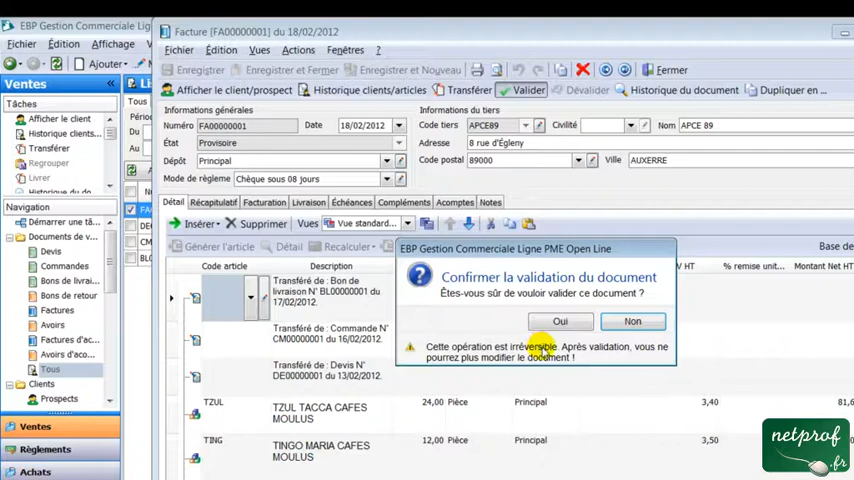 EBP Gestion Commerciale Lign
Fichier Édition Affichage
Ajouter
Ventes
Tâches
Afficher le client
Historique clients...
Transférer
Regrouper
Livrer
Historique du do
Navigation
Démarrer une tâ...
Documents de v...
Devis
Commandes
Bons de livrai...
Bons de retour
Factures
Avoirs
Factures d'ac...
Avoirs d'aco...
Tous
Clients
Prospects
Ventes
Règlements
Achats
Facture [FA00000001] du 18/02/2012
Fichier Édition Vues Actions Fenêtres ?
Enregistrer Enregistrer et Fermer Enregistrer et Nouveau Fermer
Afficher le client/prospect Historique clients/articles Transférer Valider Dévalider Historique du document Dupliquer en ...
Informations générales
Numéro FA00000001 Date 18/02/2012
État Provisoire
Dépôt Principal
Mode de règleme Chèque sous 08 jours
Informations du tiers
Code tiers APCE89 Civilité Nom APCE 89
Adresse 8 rue d'Égleny
Code postal 89000 Ville AUXERRE
Détail Récapitulatif Facturation Livraison Échéances Compléments Acomptes Notes
Insérer Supprimer Vues Vue standard...
Générer l'article Détail Recalculer Base de
Code article Description V HT % remise unit... Montant Net HT
Transféré de : Bon de
livraison N° BL00000001 du
17/02/2012.
Transféré de : Commande N°
CM00000001 du 16/02/2012.
Transféré de : Devis N°
DE00000001 du 13/02/2012.
TZUL TZUL TACCA CAFES
MOULUS 24,00 Pièce Principal 3,40 81,6
TING TINGO MARIA CAFES
MOULUS 12,00 Pièce Principal 3,50
EBP Gestion Commerciale Ligne PME Open Line
Confirmer la validation du document
Êtes-vous sûr de vouloir valider ce document ?
Oui Non
Cette opération est irréversible. Après validation, vous ne
pourrez plus modifier le document !
netprof
.fr